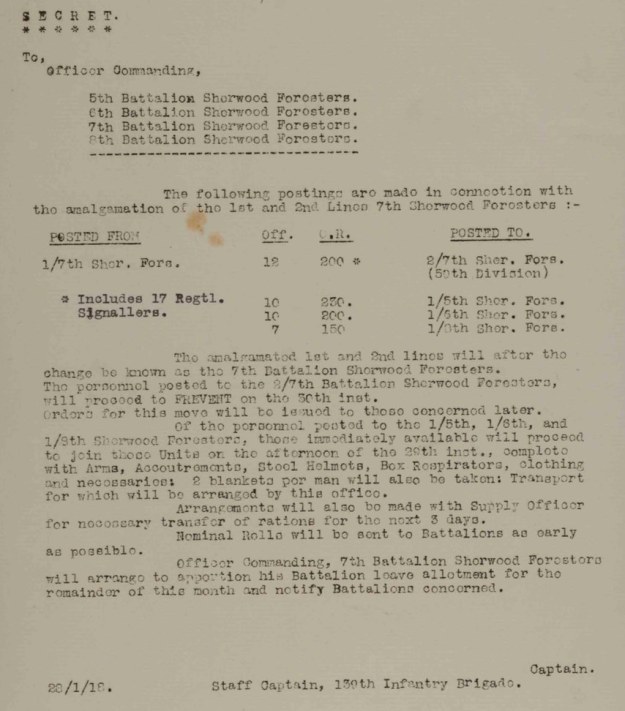 S E C R E T.
* * * * * *
To,
Officer Commanding,
5th Battalion Sherwood Foresters.
6th Battalion Sherwood Foresters.
7th Battalion Sherwood Foresters.
8th Battalion Sherwood Foresters.
---------------------------------
The following postings are made in connection with
the amalgamation of the 1st and 2nd Lines 7th Sherwood Foresters :-
POSTED FROM Off. O.R. POSTED TO.
1/7th Sher. Fors. 12 200 * 2/7th Sher. Fors.
(59th Division)
* Includes 17 Regtl. 10 230. 1/5th Sher. Fors.
Signallers. 10 200. 1/6th Sher. Fors.
7 150 1/8th Sher. Fors.
The amalgamated 1st and 2nd lines will after the
change be known as the 7th Battalion Sherwood Foresters.
The personnel posted to the 2/7th Battalion Sherwood Foresters,
will proceed to FREVENT on the 30th inst.
Orders for this move will be issued to those concerned later.
Of the personnel posted to the 1/5th, 1/6th, and
1/8th Sherwood Foresters, those immediately available will proceed
to join those Units on the afternoon of the 29th inst., complete
with Arms, Accoutrements, Steel Helmets, Box Respirators, clothing
and necessaries: 2 blankets per man will also be taken: Transport
for which will be arranged by this office.
Arrangements will also be made with Supply Officer
for necessary transfer of rations for the next 3 days.
Nominal Rolls will be sent to Battalions as early
as possible.
Officer Commanding, 7th Battalion Sherwood Foresters
will arrange to apportion his Battalion leave allotment for the
remainder of this month and notify Battalions concerned.
Captain.
28/1/18. Staff Captain, 139th Infantry Brigade.